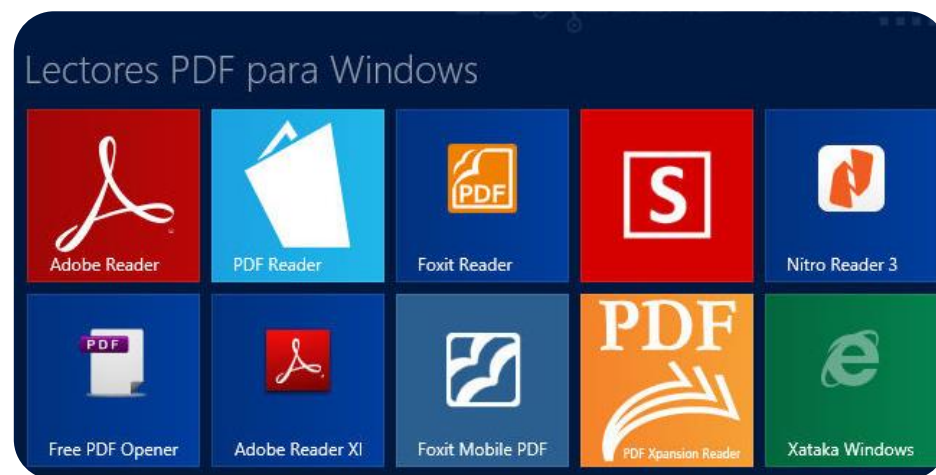 Lectores PDF para Windows
Adobe Reader
PDF Reader
PDF
Foxit Reader
S
Nitro Reader 3
PDF
Free PDF Opener
Adobe Reader XI
Foxit Mobile PDF
PDF
PDF Xpansion Reader
Xataka Windows